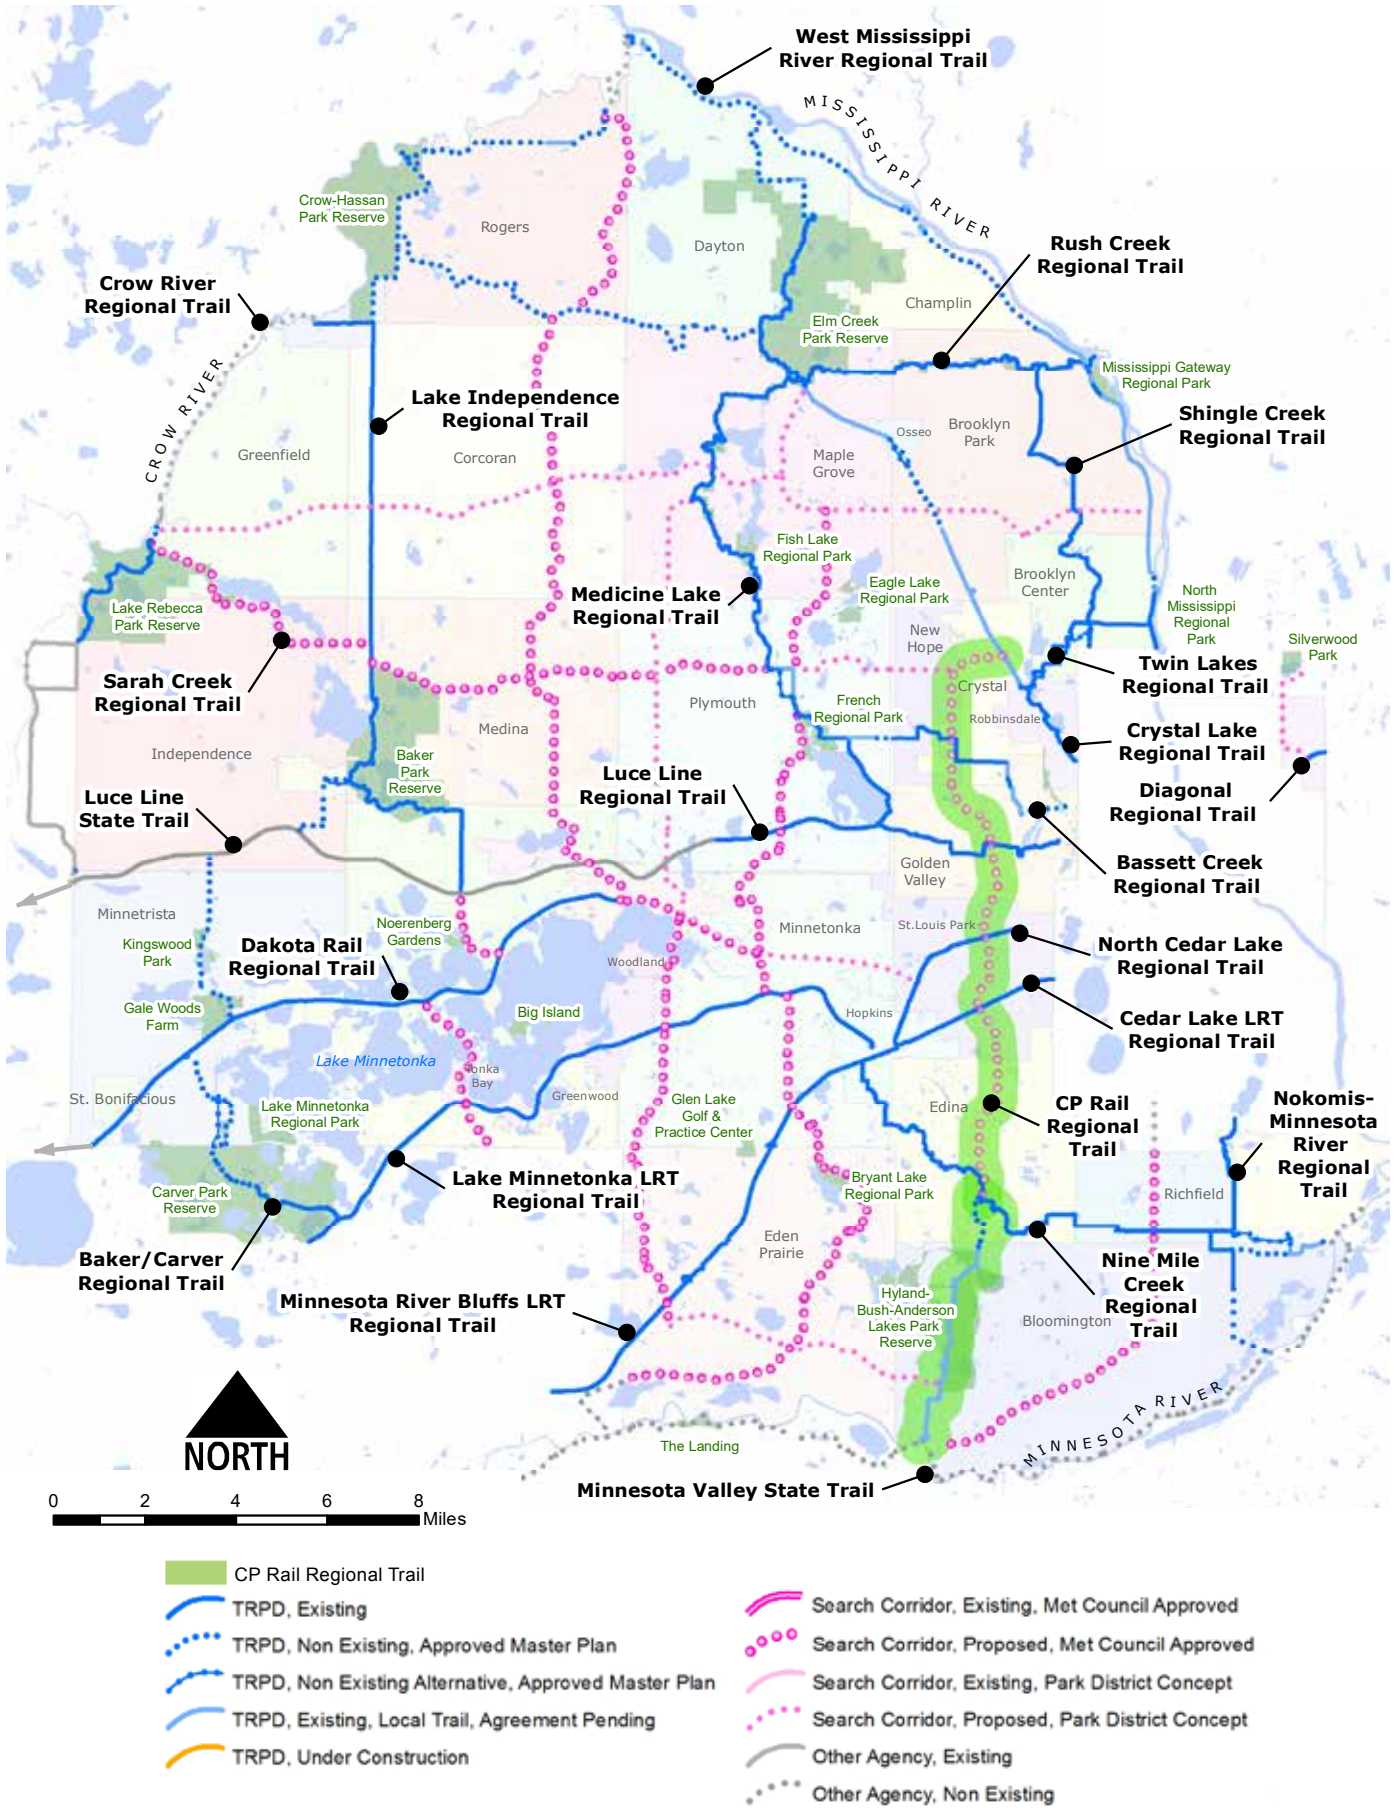 West Mississippi
River Regional Trail
MISSISSIPPI RIVER
Crow-Hassan
Park Reserve
Rogers
Dayton
Rush Creek
Regional Trail
Crow River
Regional Trail
Champlin
Elm Creek
Park Reserve
Mississippi Gateway
Regional Park
CROW RIVER
Lake Independence
Regional Trail
Shingle Creek
Regional Trail
Osseo
Brooklyn
Park
Greenfield
Corcoran
Maple
Grove
Fish Lake
Regional Park
Eagle Lake
Regional Park
Brooklyn
Center
North
Mississippi
Regional
Park
Medicine Lake
Regional Trail
Lake Rebecca
Park Reserve
New
Hope
Silverwood
Park
Sarah Creek
Regional Trail
Twin Lakes
Regional Trail
Crystal
Plymouth
French
Regional Park
Robbinsdale
Medina
Crystal Lake
Regional Trail
Independence
Baker
Park
Reserve
Luce Line
Regional Trail
Diagonal
Regional Trail
Luce Line
State Trail
Bassett Creek
Regional Trail
Golden
Valley
Minnetrista
Noerenberg
Gardens
Minnetonka
St.Louis Park
Kingswood
Park
Dakota Rail
Regional Trail
North Cedar Lake
Regional Trail
Woodland
Gale Woods
Farm
Big Island
Hopkins
Cedar Lake LRT
Regional Trail
Lake Minnetonka
Tonka
Bay
Greenwood
St. Bonifacious
Lake Minnetonka
Regional Park
Glen Lake
Golf &
Practice Center
Edina
CP Rail
Regional
Trail
Nokomis-
Minnesota
River
Regional
Trail
Carver Park
Reserve
Lake Minnetonka LRT
Regional Trail
Bryant Lake
Regional Park
Richfield
Eden
Prairie
Baker/Carver
Regional Trail
Nine Mile
Creek
Regional
Trail
Minnesota River Bluffs LRT
Regional Trail
Hyland-
Bush-Anderson
Lakes Park
Reserve
Bloomington
MINNESOTA RIVER
NORTH
The Landing
Minnesota Valley State Trail
0 2 4 6 8
Miles
CP Rail Regional Trail
TRPD, Existing
TRPD, Non Existing, Approved Master Plan
TRPD, Non Existing Alternative, Approved Master Plan
TRPD, Existing, Local Trail, Agreement Pending
TRPD, Under Construction
Search Corridor, Existing, Met Council Approved
Search Corridor, Proposed, Met Council Approved
Search Corridor, Existing, Park District Concept
Search Corridor, Proposed, Park District Concept
Other Agency, Existing
Other Agency, Non Existing